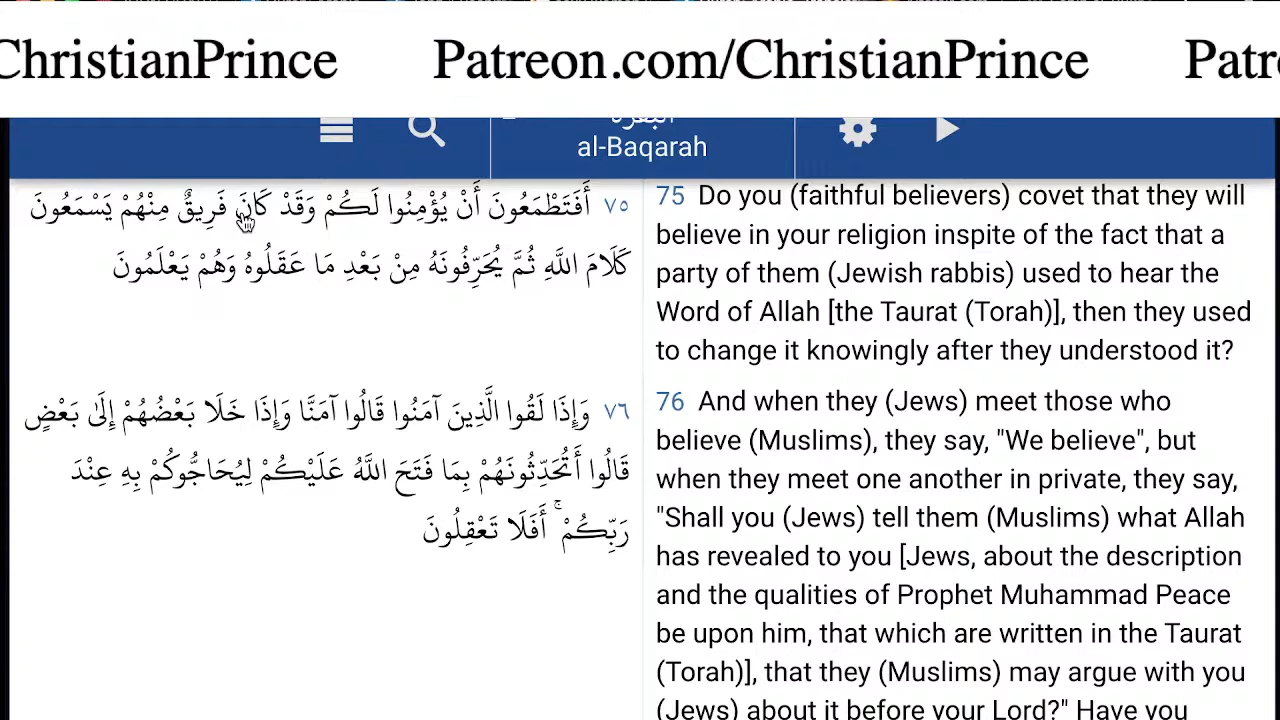 ChristianPrince Patreon.com/ChristianPrince Patr
البقرة
al-Baqarah
٧٥ أَفَتَطْمَعُونَ أَنْ يُؤْمِنُوا لَكُمْ وَقَدْ كَانَ فَرِيقٌ مِنْهُمْ يَسْمَعُونَ
كَلَامَ اللَّهِ ثُمَّ يُحَرِّفُونَهُ مِنْ بَعْدِ مَا عَقَلُوهُ وَهُمْ يَعْلَمُونَ
75 Do you (faithful believers) covet that they will
believe in your religion inspite of the fact that a
party of them (Jewish rabbis) used to hear the
Word of Allah [the Taurat (Torah)], then they used
to change it knowingly after they understood it?
٧٦ وَإِذَا لَقُوا الَّذِينَ آمَنُوا قَالُوا آمَنَّا وَإِذَا خَلَا بَعْضُهُمْ إِلَىٰ بَعْضٍ
قَالُوا أَتُحَدِّثُونَهُمْ بِمَا فَتَحَ اللَّهُ عَلَيْكُمْ لِيُحَاجُّوكُمْ بِهِ عِنْدَ
رَبِّكُمْ ۚ أَفَلَا تَعْقِلُونَ
76 And when they (Jews) meet those who
believe (Muslims), they say, "We believe", but
when they meet one another in private, they say,
"Shall you (Jews) tell them (Muslims) what Allah
has revealed to you [Jews, about the description
and the qualities of Prophet Muhammad Peace
be upon him, that which are written in the Taurat
(Torah)], that they (Muslims) may argue with you
(Jews) about it before your Lord?" Have you